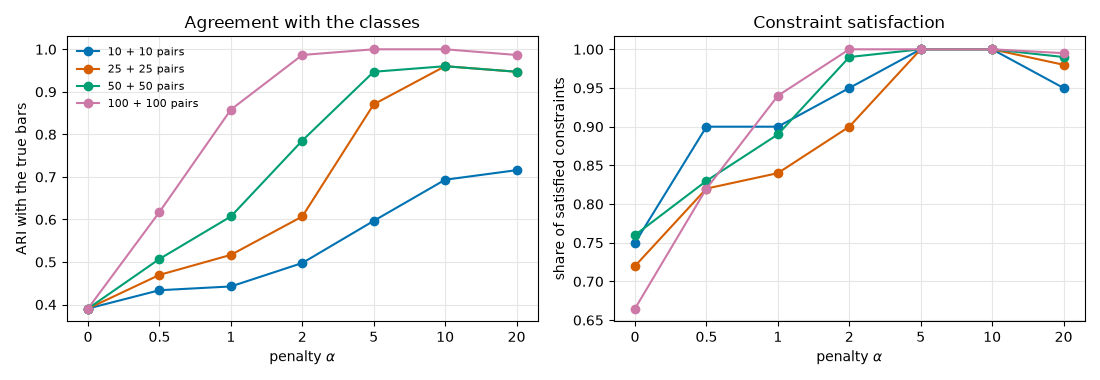 Agreement with the classes
1.0
0.9
0.8
0.7
0.6
0.5
0.4
ARI with the true bars
10 + 10 pairs
25 + 25 pairs
50 + 50 pairs
100 + 100 pairs
0 0.5 1 2 5 10 20
penalty α
Constraint satisfaction
1.00
0.95
0.90
0.85
0.80
0.75
0.70
0.65
share of satisfied constraints
0 0.5 1 2 5 10 20
penalty α